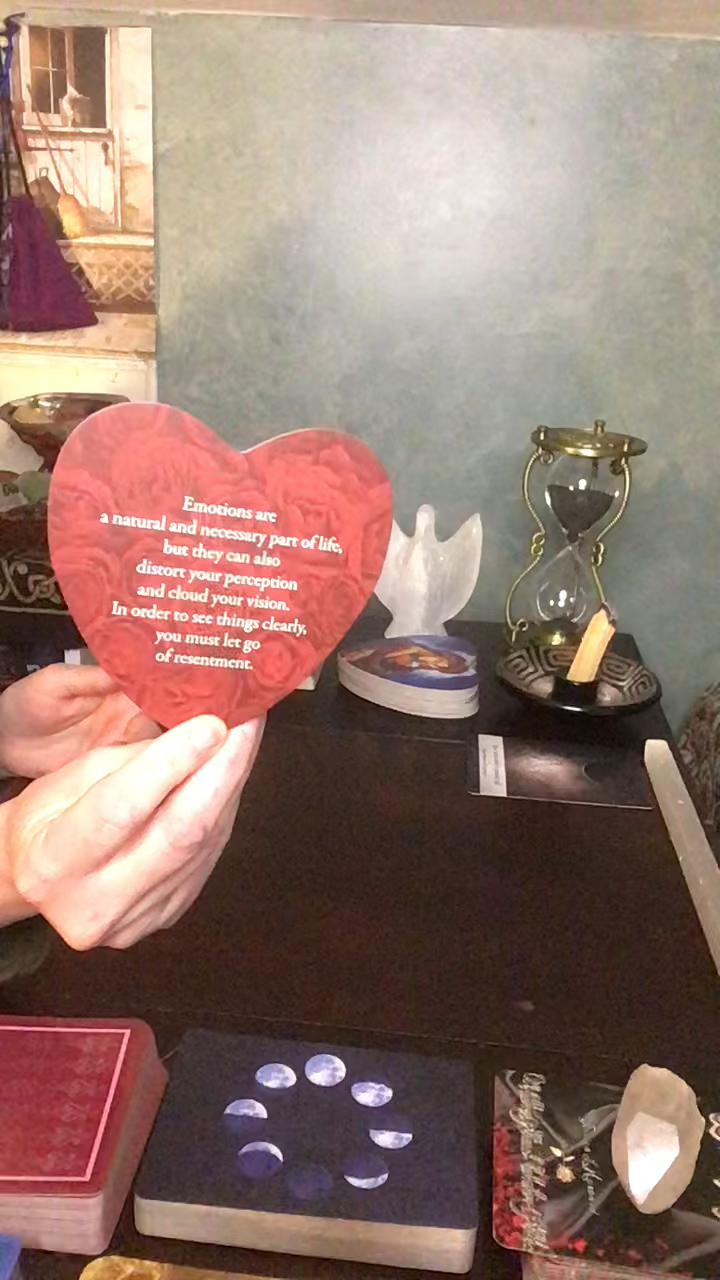 Emotions are
a natural and necessary part of life,
but they can also
distort your perception
and cloud your vision.
In order to see things clearly,
you must let go
of resentment.